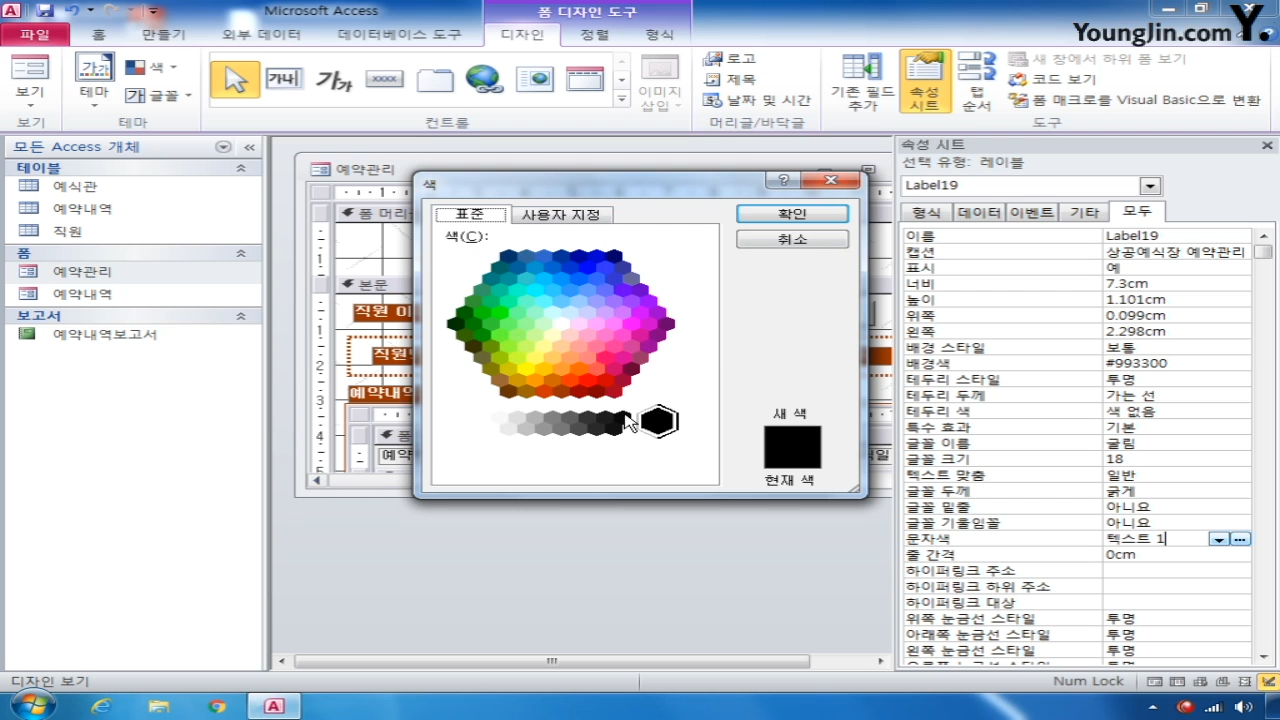 Microsoft Access
폼 디자인 도구
파일 홈 만들기 외부 데이터 데이터베이스 도구 디자인 정렬 형식
YoungJin.com Y.
보기
보기
가가
테마
색
가 글꼴
테마
가나
가가
xxxx
이미지
삽입
컨트롤
로고
제목
날짜 및 시간
머리글/바닥글
기존 필드
추가
속성
시트
탭
순서
새 창에서 하위 폼 보기
코드 보기
폼 매크로를 Visual Basic으로 변환
도구
모든 Access 개체
테이블
예식관
예약내역
직원
폼
예약관리
예약내역
보고서
예약내역보고서
예약관리
폼 머리
본문
직원 이
직원
예약내역
폼
예약
직일
색
표준 사용자 지정
색(C):
확인
취소
새 색
현재 색
속성 시트
선택 유형: 레이블
Label19
형식 데이터 이벤트 기타 모두
이름 Label19
캡션 상공예식장 예약관리
표시 예
너비 7.3cm
높이 1.101cm
위쪽 0.099cm
왼쪽 2.298cm
배경 스타일 보통
배경색 #993300
테두리 스타일 투명
테두리 두께 가는 선
테두리 색 색 없음
특수 효과 기본
글꼴 이름 굴림
글꼴 크기 18
텍스트 맞춤 일반
글꼴 두께 굵게
글꼴 밑줄 아니요
글꼴 기울임꼴 아니요
문자색 텍스트 1
줄 간격 0cm
하이퍼링크 주소
하이퍼링크 하위 주소
하이퍼링크 대상
위쪽 눈금선 스타일 투명
아래쪽 눈금선 스타일 투명
왼쪽 눈금선 스타일 투명
디자인 보기
Num Lock